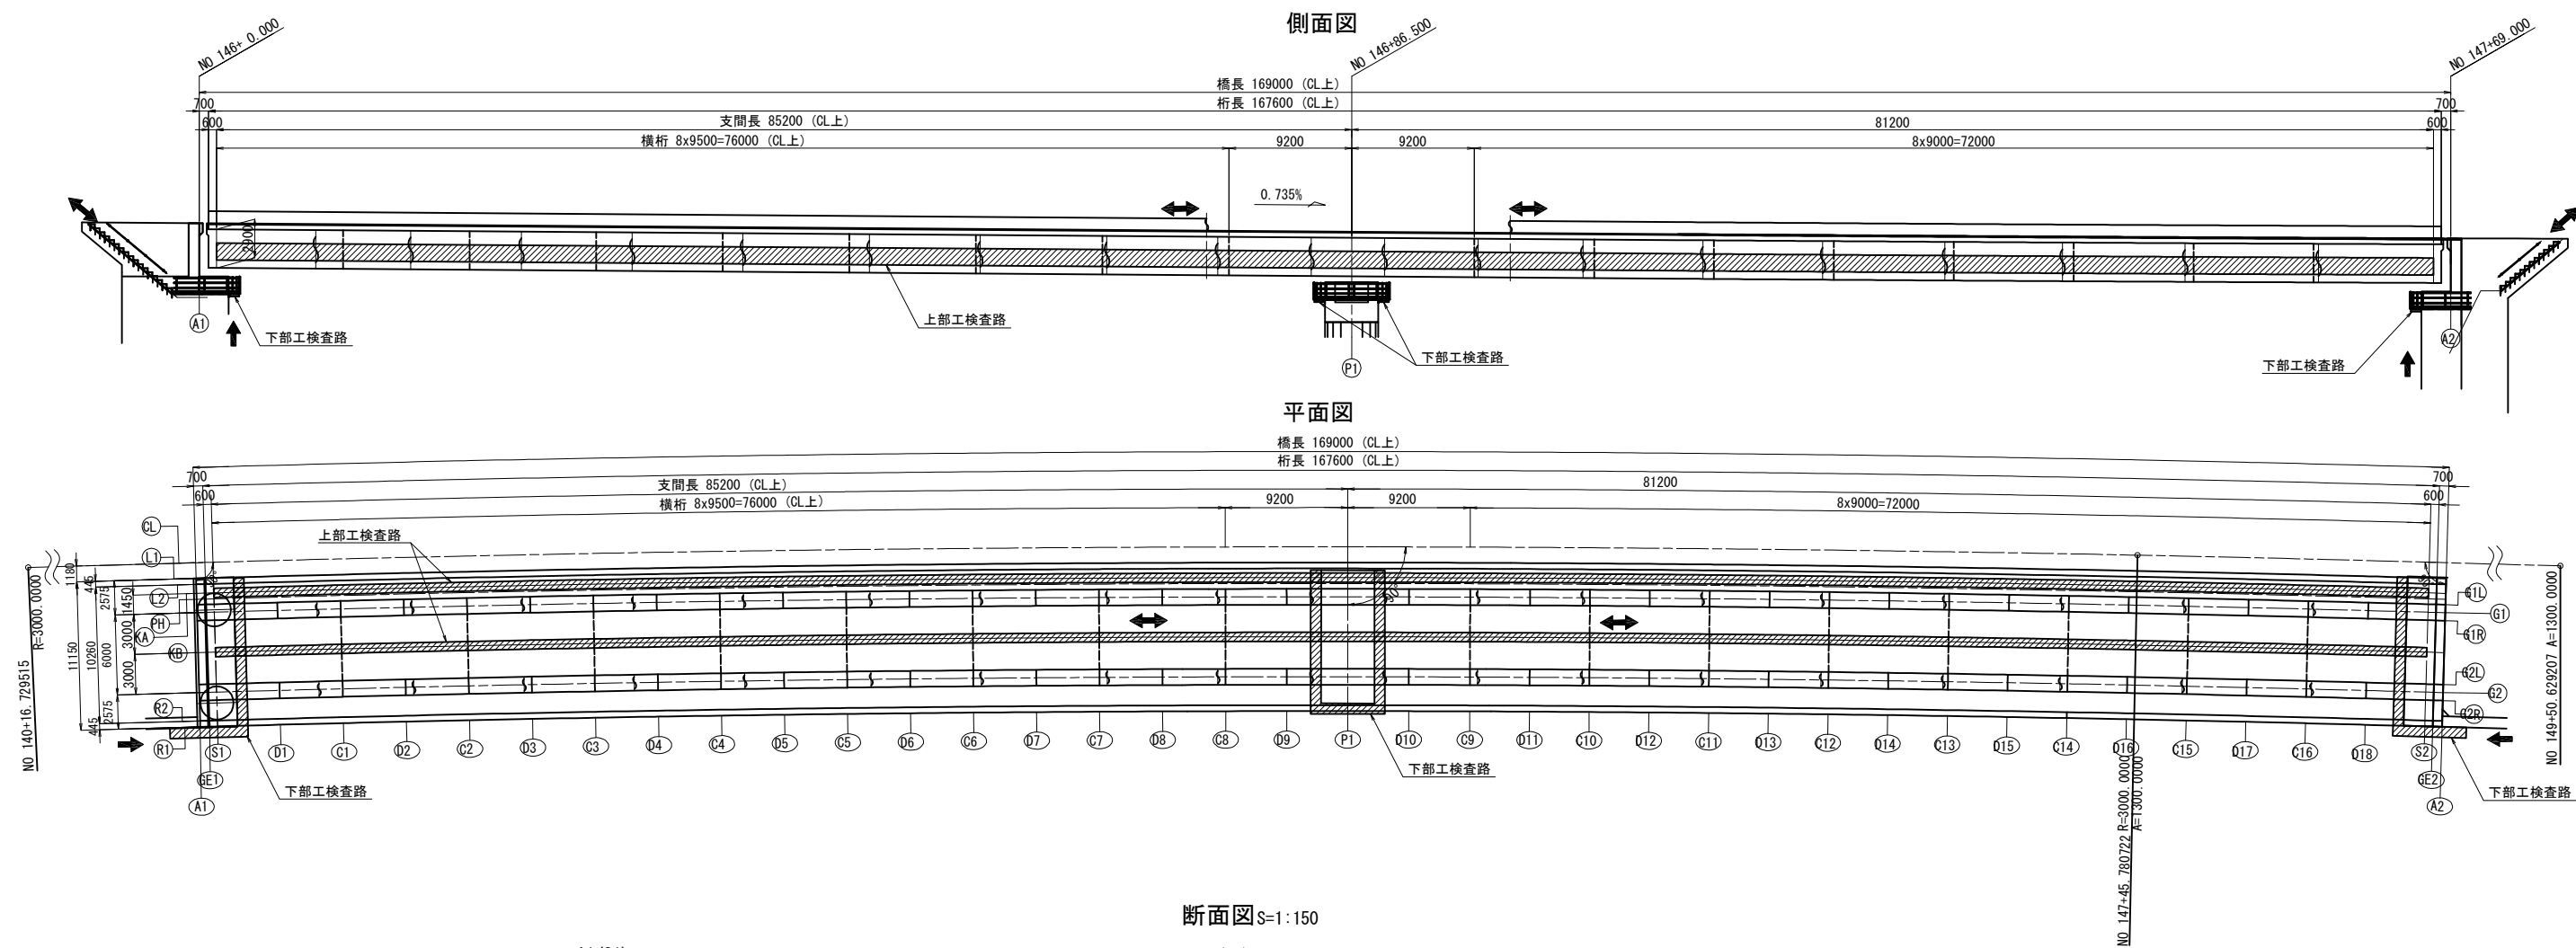 側面図
NO 146+ 0.000
NO 146+86.500
NO 147+69.000
橋長 169000 (CL上)
700
桁長 167600 (CL上)
700
600
支間長 85200 (CL上)
81200
600
横桁 8x9500=76000 (CL上)
9200
9200
8x9000=72000
0.735%
2900
A1
下部工検査路
上部工検査路
P1
下部工検査路
A2
下部工検査路
平面図
橋長 169000 (CL上)
桁長 167600 (CL上)
700
700
支間長 85200 (CL上)
81200
600
600
横桁 8x9500=76000 (CL上)
9200
9200
8x9000=72000
上部工検査路
CL
L1
L2
PH
KA
KB
R2
R1
1180
445
2575
1450
3000
3000
6000
10260
11150
2575
445
NO 140+16.729515
R=3000.0000
G1L
G1
G1R
G2L
G2
G2R
NO 149+50.629207 A=1300.0000
S1
D1
C1
D2
C2
D3
C3
D4
C4
D5
C5
D6
C6
D7
C7
D8
C8
D9
P1
D10
C9
D11
C10
D12
C11
D13
C12
D14
C13
D15
C14
D16
C15
D17
C16
D18
S2
GE1
A1
GE2
A2
下部工検査路
下部工検査路
下部工検査路
NO 147+45.780722 R=3000.0000
A=1300.0000
断面図 S=1:150